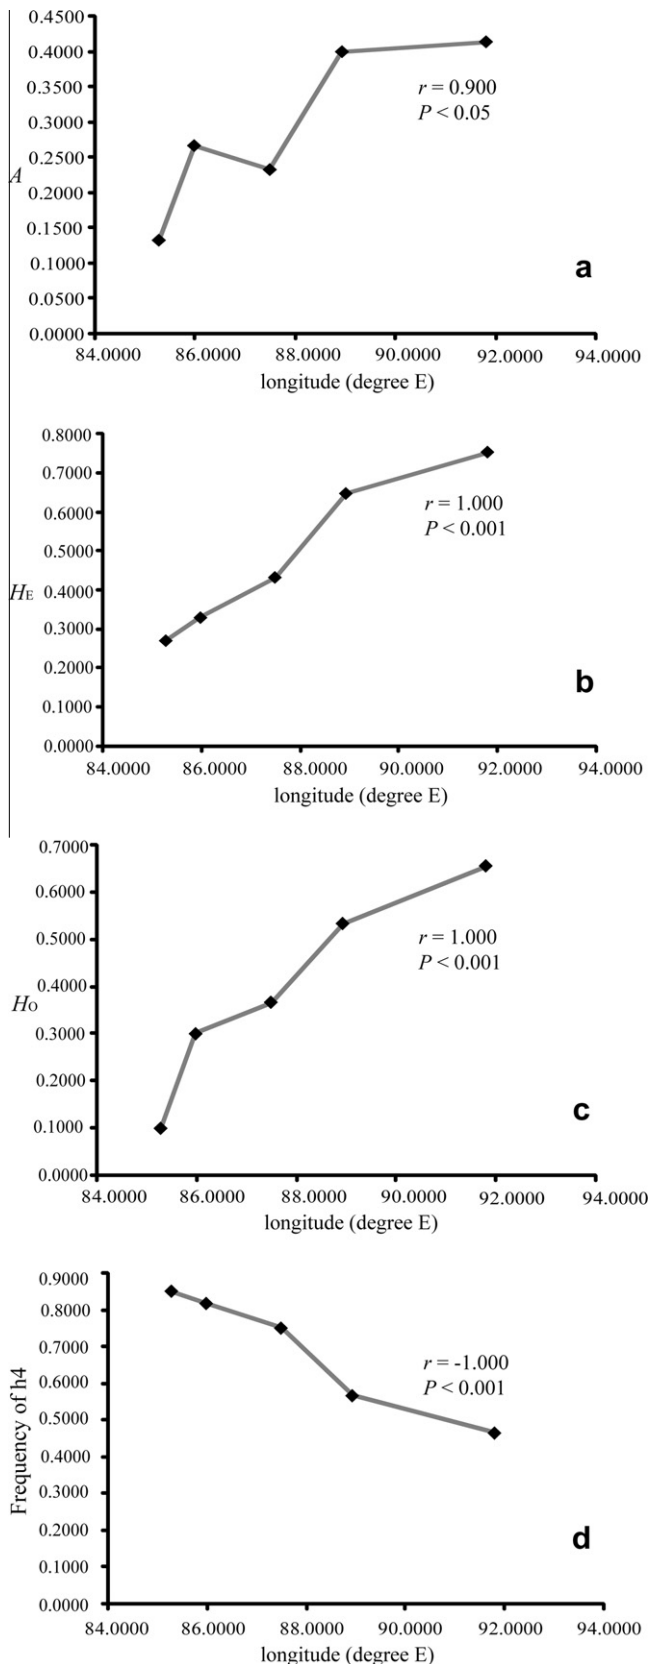 0.4500
0.4000
0.3500
0.3000
0.2500
0.2000
0.1500
0.1000
0.0500
0.0000
A
r = 0.900
P < 0.05
a
84.0000 86.0000 88.0000 90.0000 92.0000 94.0000
longitude (degree E)
0.8000
0.7000
0.6000
0.5000
0.4000
0.3000
0.2000
0.1000
0.0000
HE
r = 1.000
P < 0.001
b
84.0000 86.0000 88.0000 90.0000 92.0000 94.0000
longitude (degree E)
0.7000
0.6000
0.5000
0.4000
0.3000
0.2000
0.1000
0.0000
HO
r = 1.000
P < 0.001
c
84.0000 86.0000 88.0000 90.0000 92.0000 94.0000
longitude (degree E)
0.9000
0.8000
0.7000
0.6000
0.5000
0.4000
0.3000
0.2000
0.1000
0.0000
Frequency of h4
r = -1.000
P < 0.001
d
84.0000 86.0000 88.0000 90.0000 92.0000 94.0000
longitude (degree E)